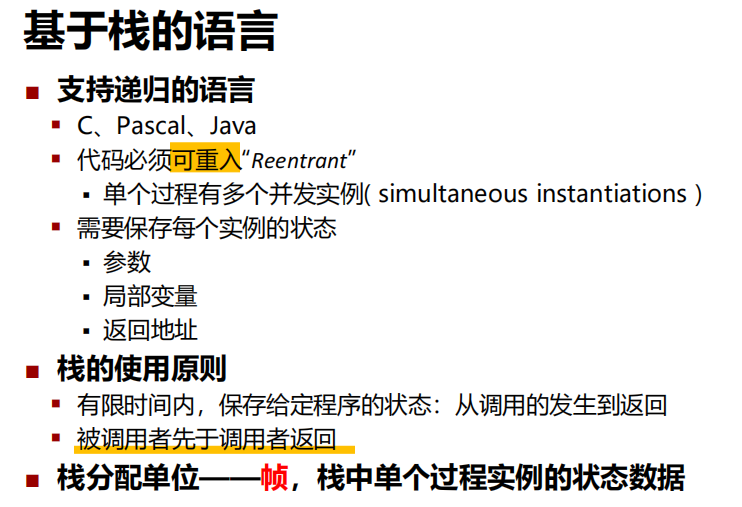 基于栈的语言
支持递归的语言
C、Pascal、Java
代码必须可重入“Reentrant”
单个过程有多个并发实例( simultaneous instantiations )
需要保存每个实例的状态
参数
局部变量
返回地址
栈的使用原则
有限时间内，保存给定程序的状态：从调用的发生到返回
被调用者先于调用者返回
栈分配单位——帧，栈中单个过程实例的状态数据